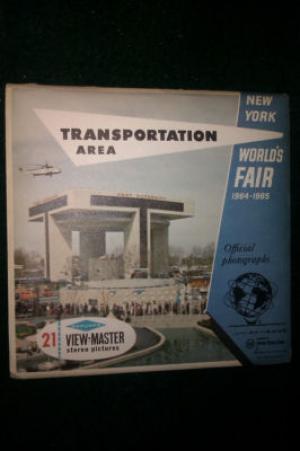 NEW
YORK
TRANSPORTATION
AREA
WORLD'S
FAIR
1964-1965
Official
photographs
21
VIEW-MASTER
stereo pictures